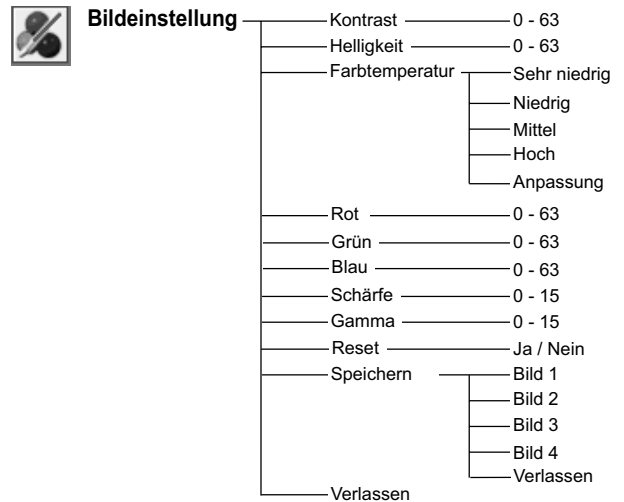 Bildeinstellung Kontrast 0 - 63
Helligkeit 0 - 63
Farbtemperatur Sehr niedrig
Niedrig
Mittel
Hoch
Anpassung
Rot 0 - 63
Grün 0 - 63
Blau 0 - 63
Schärfe 0 - 15
Gamma 0 - 15
Reset Ja / Nein
Speichern Bild 1
Bild 2
Bild 3
Bild 4
Verlassen
Verlassen